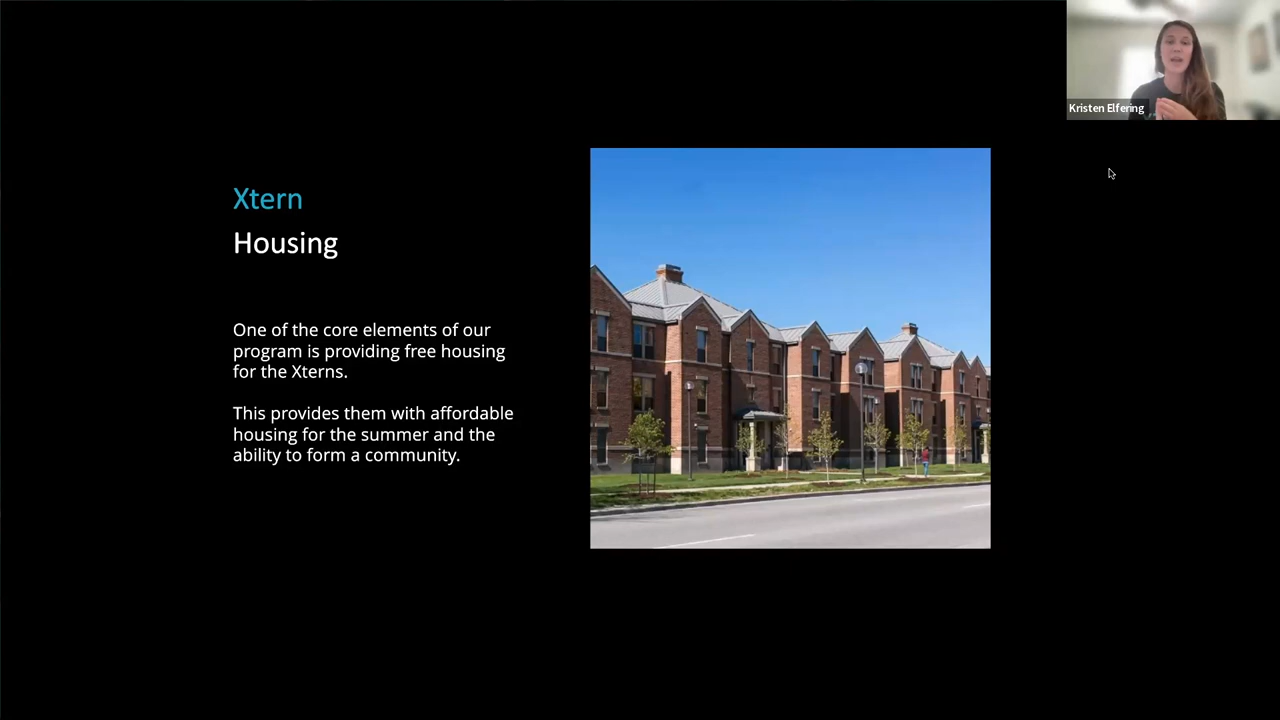 Kristen Elfering
Xtern
Housing
One of the core elements of our
program is providing free housing
for the Xterns.
This provides them with affordable
housing for the summer and the
ability to form a community.